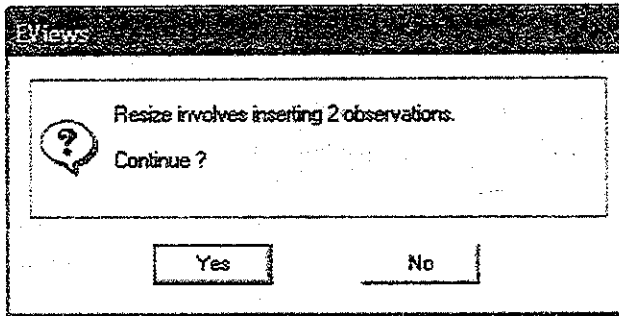 EViews
Resize involves inserting 2 observations.
Continue ?
Yes
No